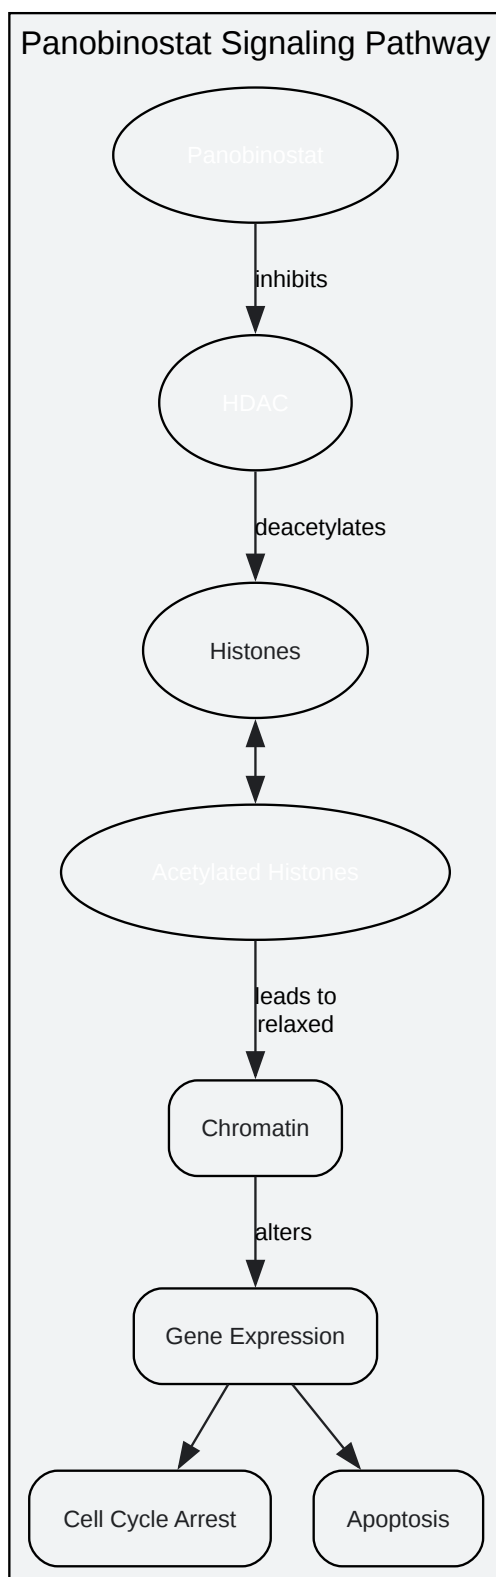 Panobinostat Signaling Pathway
Panobinostat
inhibits
HDAC
deacetylates
Histones
Acetylated Histones
leads to
relaxed
Chromatin
alters
Gene Expression
Cell Cycle Arrest
Apoptosis